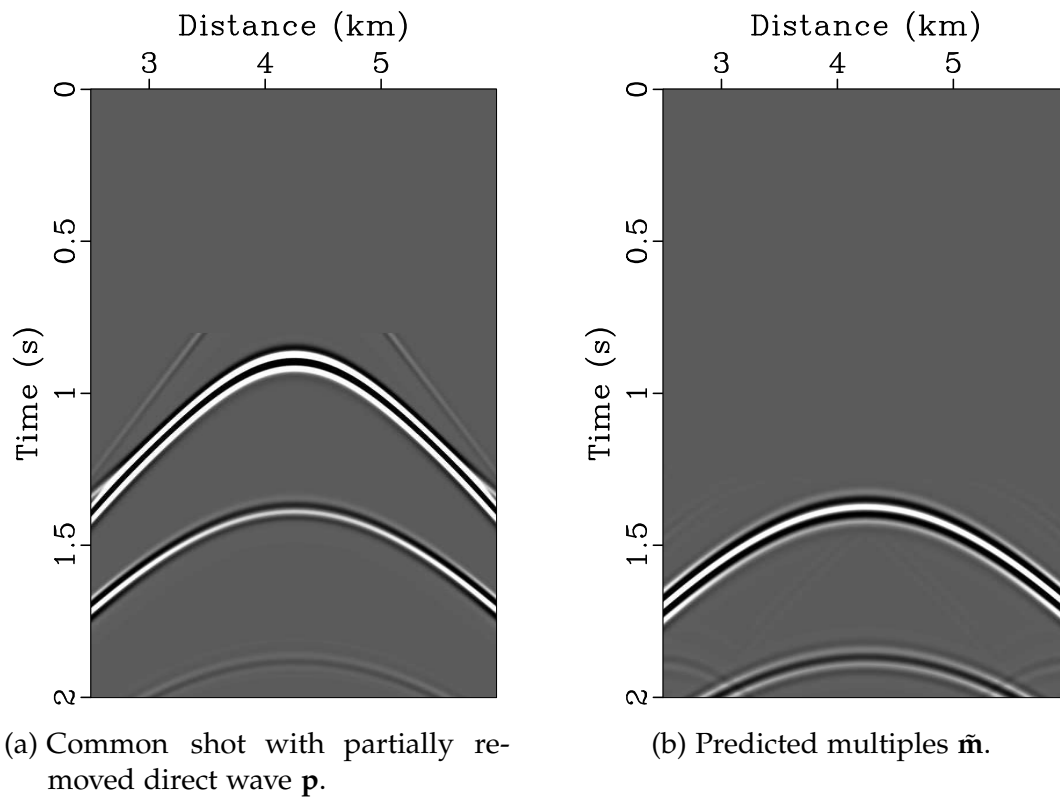 Distance (km)
3 4 5
0
0.5
1
1.5
2
Time (s)
Distance (km)
3 4 5
0
0.5
1
1.5
2
Time (s)
(a) Common shot with partially re-
moved direct wave p.
(b) Predicted multiples m̃.